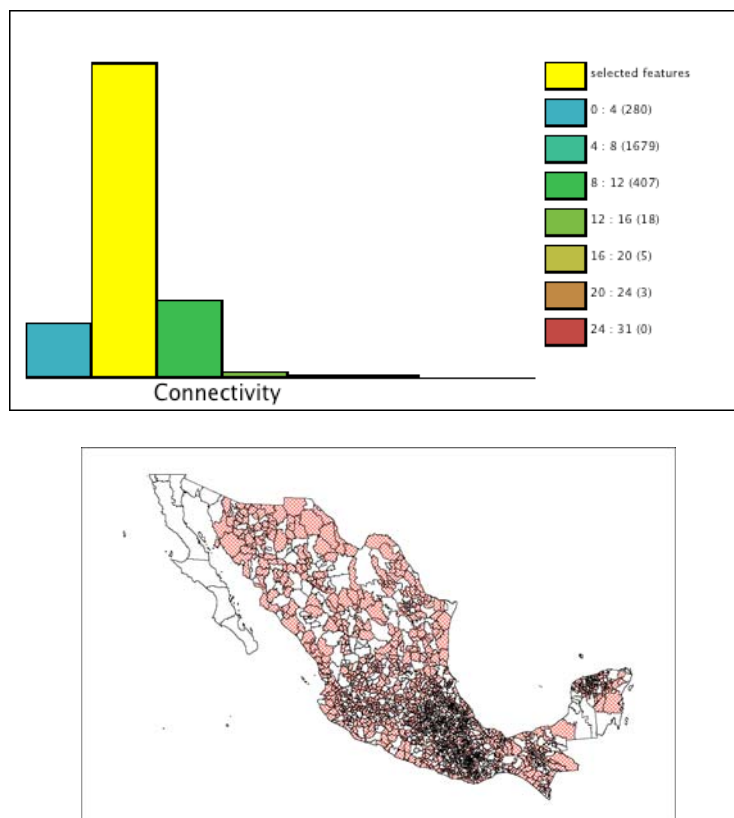 selected features
0 : 4 (280)
4 : 8 (1679)
8 : 12 (407)
12 : 16 (18)
16 : 20 (5)
20 : 24 (3)
24 : 31 (0)
Connectivity